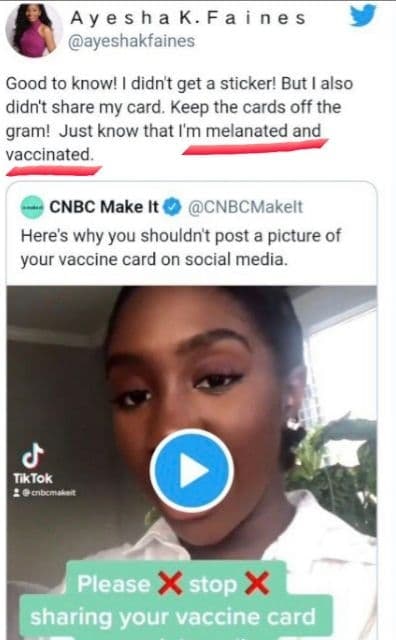 Ayesha K. Faines
@ayeshakfaines
Good to know! I didn't get a sticker! But I also
didn't share my card. Keep the cards off the
gram! Just know that I'm melanated and
vaccinated.
CNBC Make It @CNBCMakeIt
Here's why you shouldn't post a picture of
your vaccine card on social media.
TikTok
@cnbcmakeit
Please ❌ stop ❌
sharing your vaccine card